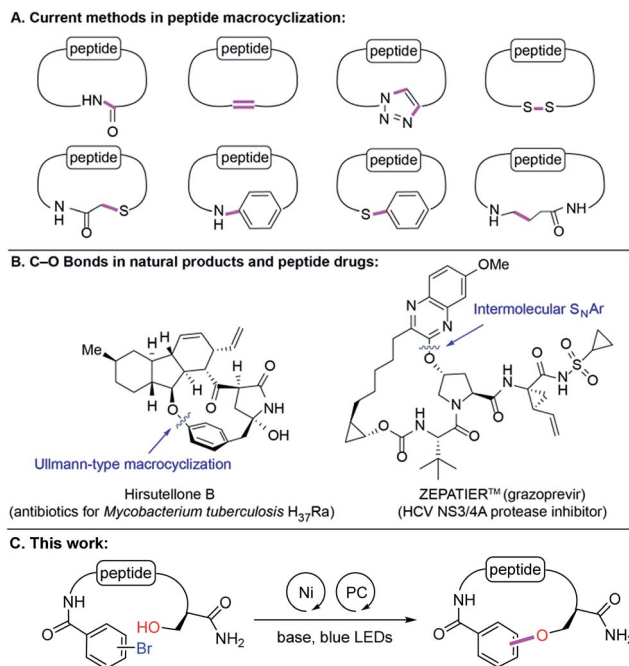 A. Current methods in peptide macrocyclization:
peptide peptide peptide peptide
HN O N N N S S
peptide peptide peptide peptide
N H O S N H S N H O NH
B. C–O Bonds in natural products and peptide drugs:
Me H H H H H O O H O NH OH
Ullmann-type macrocyclization
Hirsutellone B
(antibiotics for Mycobacterium tuberculosis H37Ra)
OMe N N O
Intermolecular SNAr
O O O S N H O H N N O O H N O O
ZEPATIER™ (grazoprevir)
(HCV NS3/4A protease inhibitor)
C. This work:
peptide
NH O HO O NH2 Br
Ni PC
base, blue LEDs
peptide
NH O O O NH2